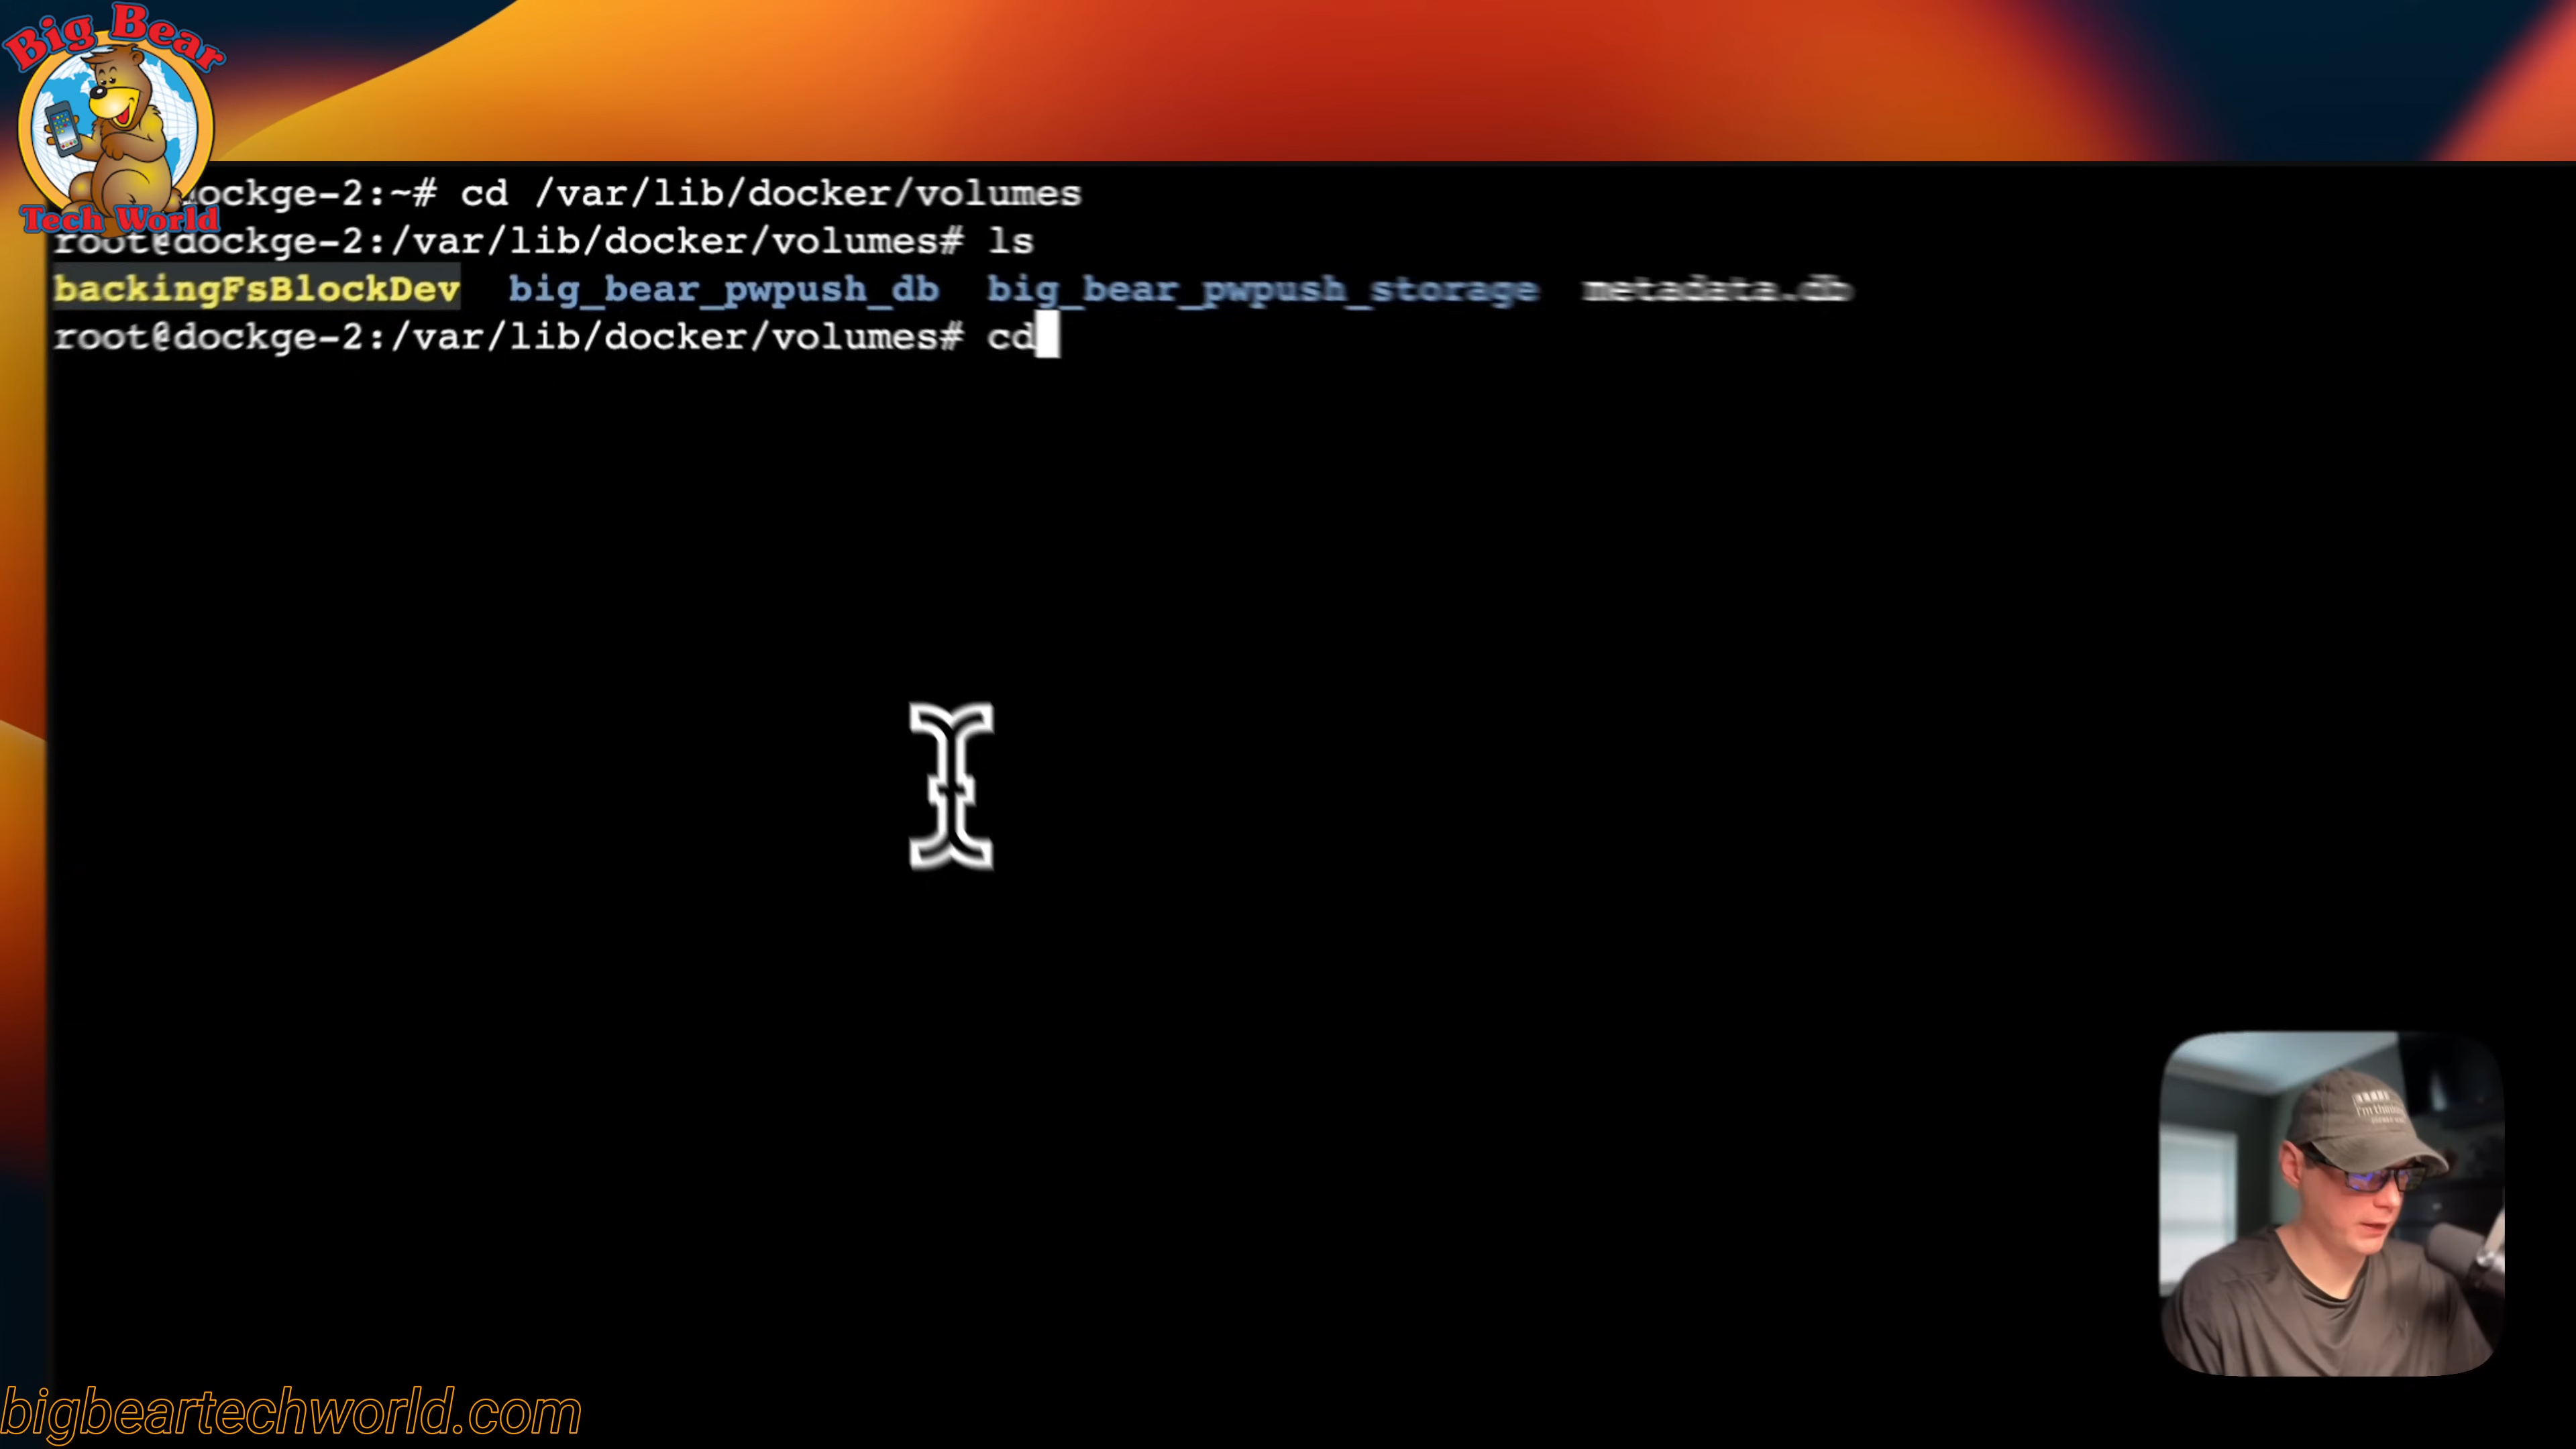 Big Bear
Tech World
ockge-2:~# cd /var/lib/docker/volumes
root@dockge-2:/var/lib/docker/volumes# ls
backingFsBlockDev big_bear_pwpush_db big_bear_pwpush_storage metadata.db
root@dockge-2:/var/lib/docker/volumes# cd
I'm thinking
bigbeartechworld.com